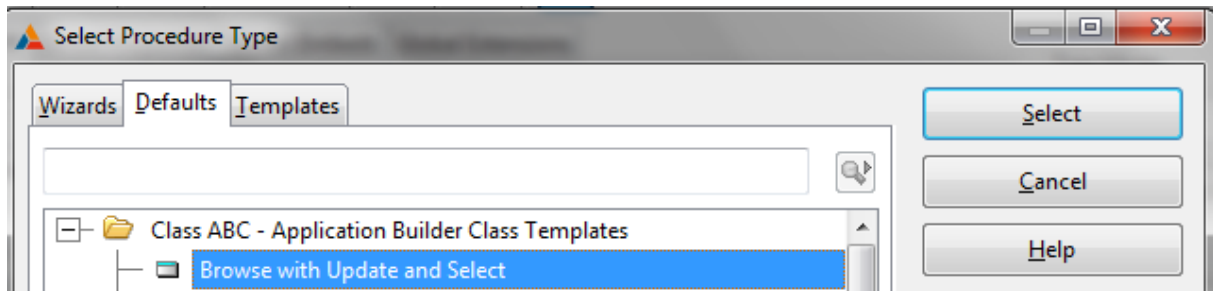 Select Procedure Type
Wizards Defaults Templates
Select
Cancel
Class ABC - Application Builder Class Templates
Help
Browse with Update and Select